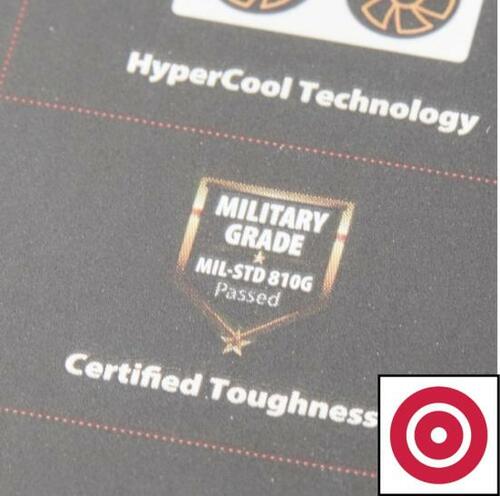 HyperCool Technology
MILITARY
GRADE
MIL-STD 810G
Passed
Certified Toughness